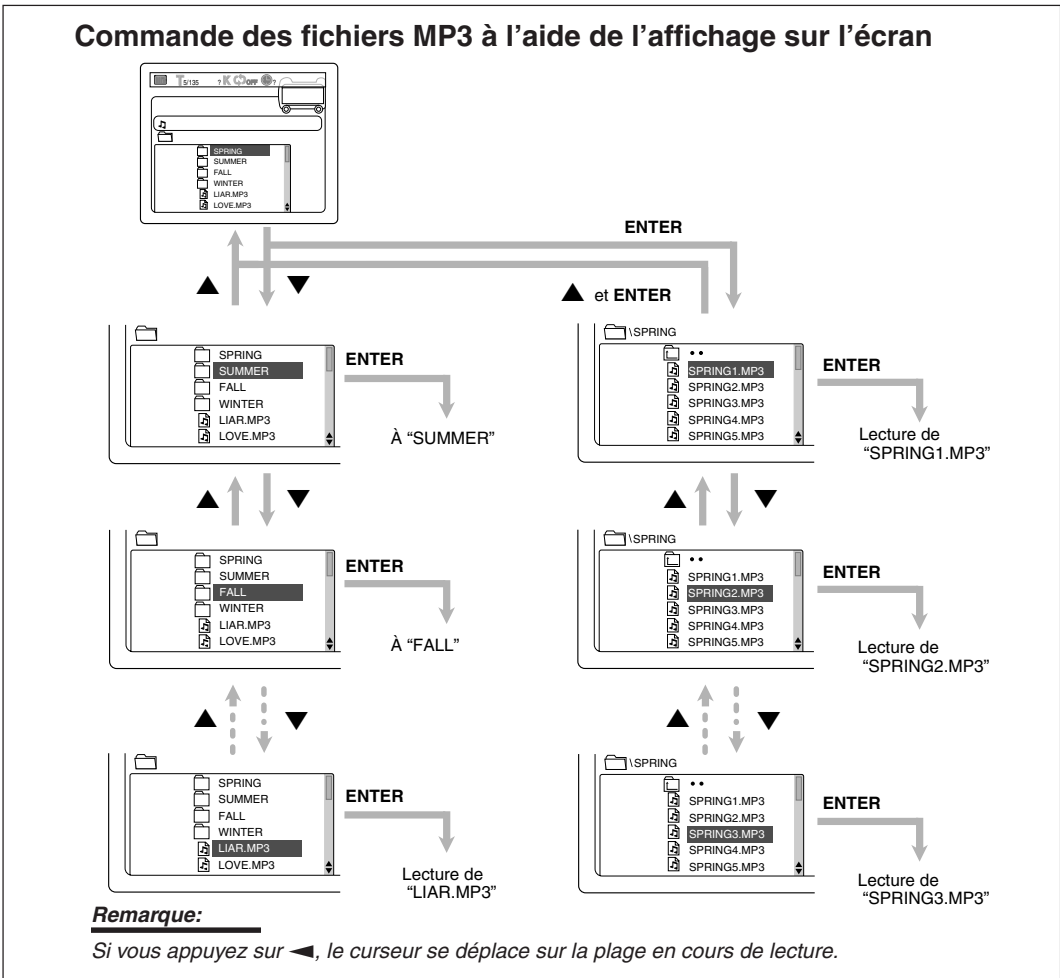 Commande des fichiers MP3 à l'aide de l'affichage sur l'écran
T5/135 ? K OFF ?
SPRING
SUMMER
FALL
WINTER
LIAR.MP3
LOVE.MP3
ENTER
▲ ▼
▲ et ENTER
SPRING
SUMMER
FALL
WINTER
LIAR.MP3
LOVE.MP3
ENTER
À “SUMMER”
\SPRING
••
SPRING1.MP3
SPRING2.MP3
SPRING3.MP3
SPRING4.MP3
SPRING5.MP3
ENTER
Lecture de
“SPRING1.MP3”
▲ ▼
▲ ▼
SPRING
SUMMER
FALL
WINTER
LIAR.MP3
LOVE.MP3
ENTER
À “FALL”
\SPRING
••
SPRING1.MP3
SPRING2.MP3
SPRING3.MP3
SPRING4.MP3
SPRING5.MP3
ENTER
Lecture de
“SPRING2.MP3”
▲ ▼
▲ ▼
SPRING
SUMMER
FALL
WINTER
LIAR.MP3
LOVE.MP3
ENTER
Lecture de
“LIAR.MP3”
\SPRING
••
SPRING1.MP3
SPRING2.MP3
SPRING3.MP3
SPRING4.MP3
SPRING5.MP3
ENTER
Lecture de
“SPRING3.MP3”
Remarque:
Si vous appuyez sur ◄, le curseur se déplace sur la plage en cours de lecture.